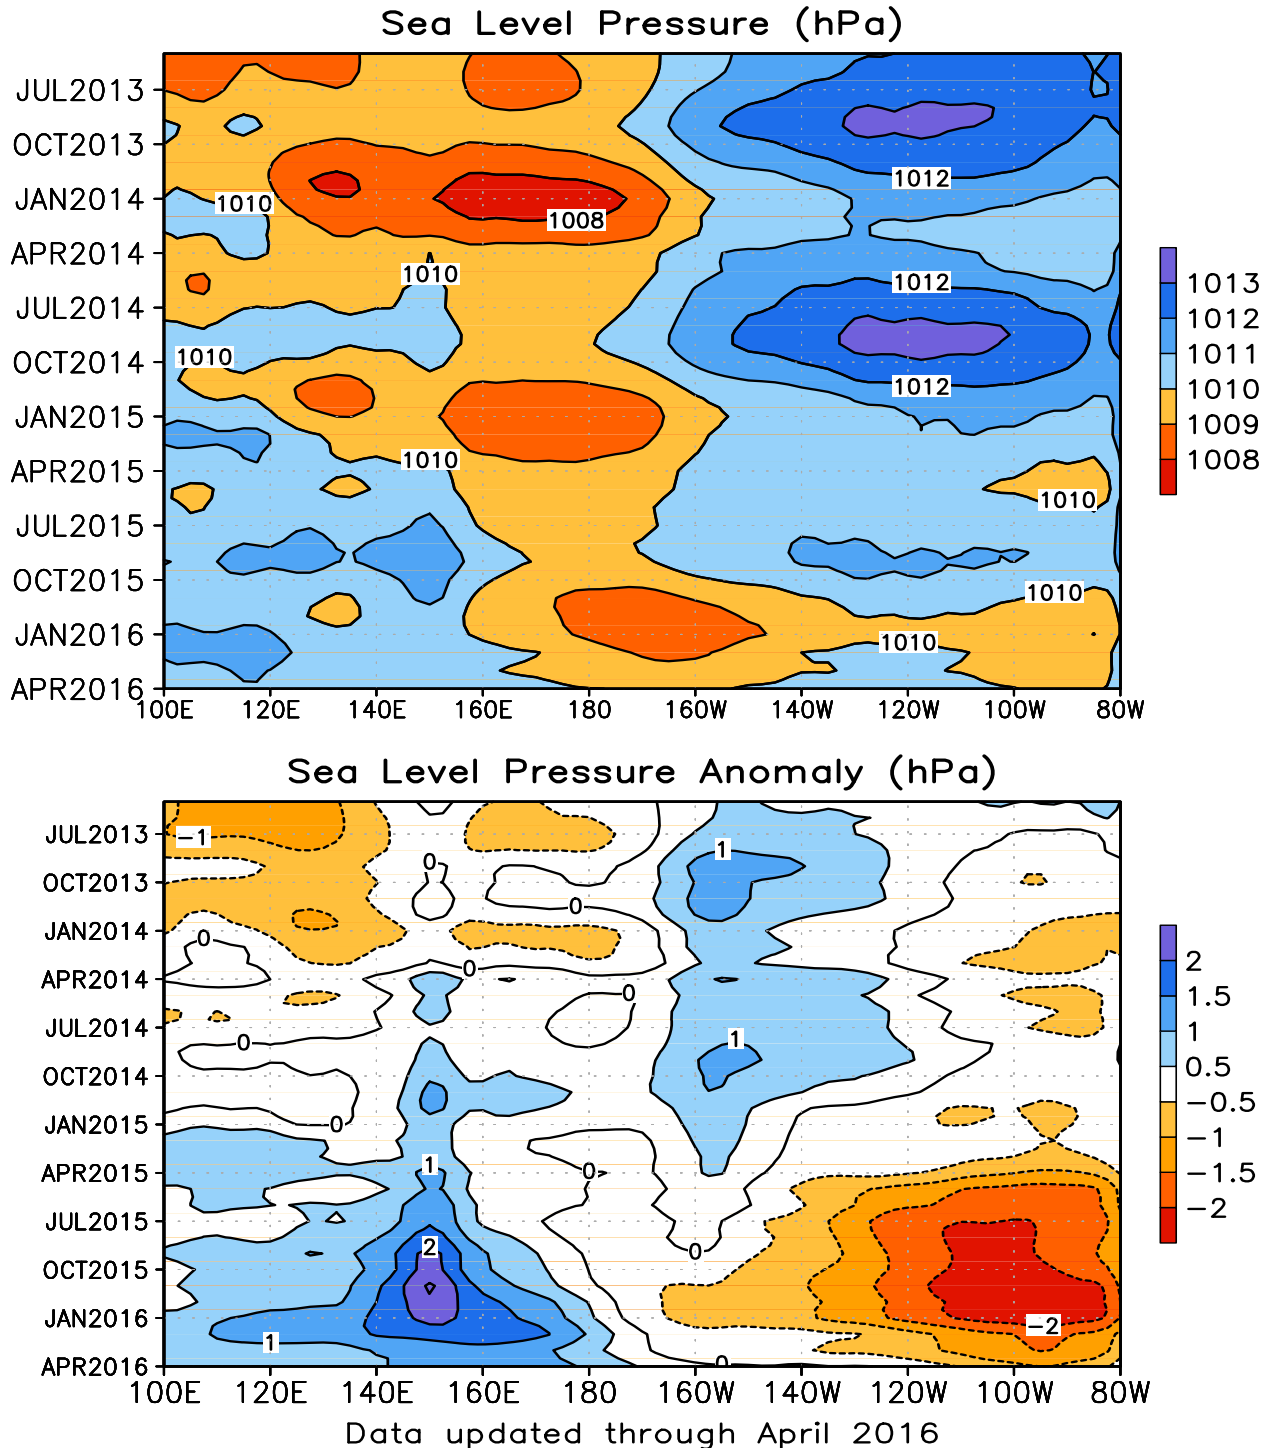 Sea Level Pressure (hPa)
JUL2013
OCT2013
JAN2014
APR2014
JUL2014
OCT2014
JAN2015
APR2015
JUL2015
OCT2015
JAN2016
APR2016
1012
1010
1008
1010
1012
1010
1012
1010
1010
1010
1010
1013
1012
1011
1010
1009
1008
100E 120E 140E 160E 180 160W 140W 120W 100W 80W
Sea Level Pressure Anomaly (hPa)
JUL2013
OCT2013
JAN2014
APR2014
JUL2014
OCT2014
JAN2015
APR2015
JUL2015
OCT2015
JAN2016
APR2016
-1
1
0
0
0
0
0
1
0
0
1
0
2
0
-2
1
0
2
1.5
1
0.5
-0.5
-1
-1.5
-2
100E 120E 140E 160E 180 160W 140W 120W 100W 80W
Data updated through April 2016